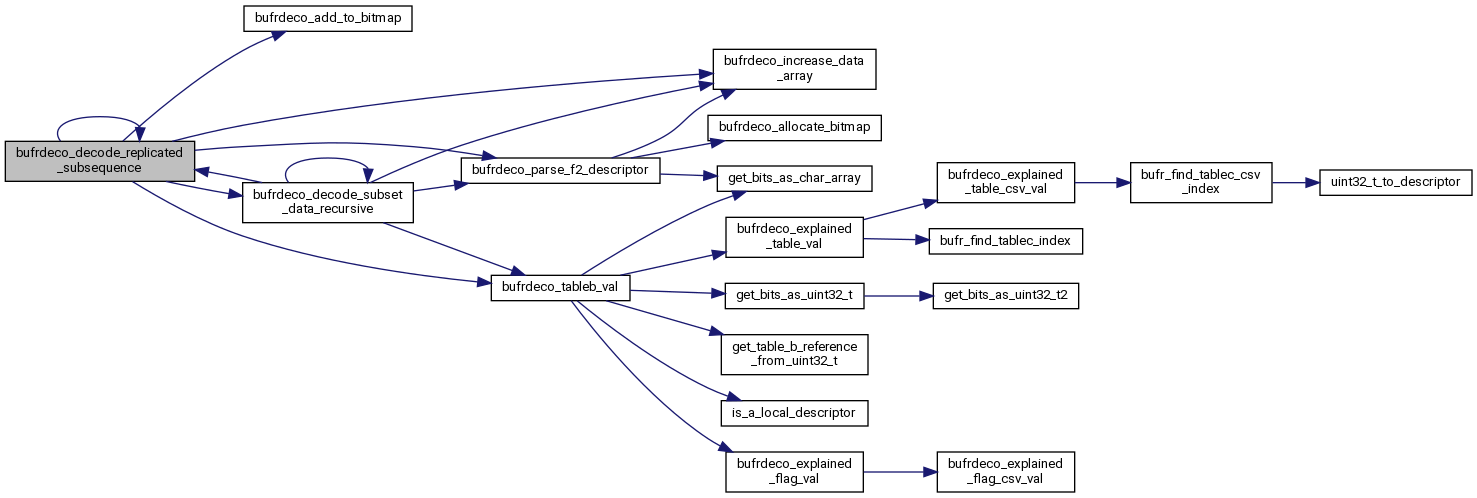 bufrdeco_add_to_bitmap
bufrdeco_increase_data
_array
bufrdeco_allocate_bitmap
bufrdeco_decode_replicated
_subsequence
bufrdeco_parse_f2_descriptor
get_bits_as_char_array
bufrdeco_decode_subset
_data_recursive
bufrdeco_explained
_table_csv_val
bufr_find_tablec_csv
_index
uint32_t_to_descriptor
bufrdeco_explained
_table_val
bufr_find_tablec_index
bufrdeco_tableb_val
get_bits_as_uint32_t
get_bits_as_uint32_t2
get_table_b_reference
_from_uint32_t
is_a_local_descriptor
bufrdeco_explained
_flag_val
bufrdeco_explained
_flag_csv_val